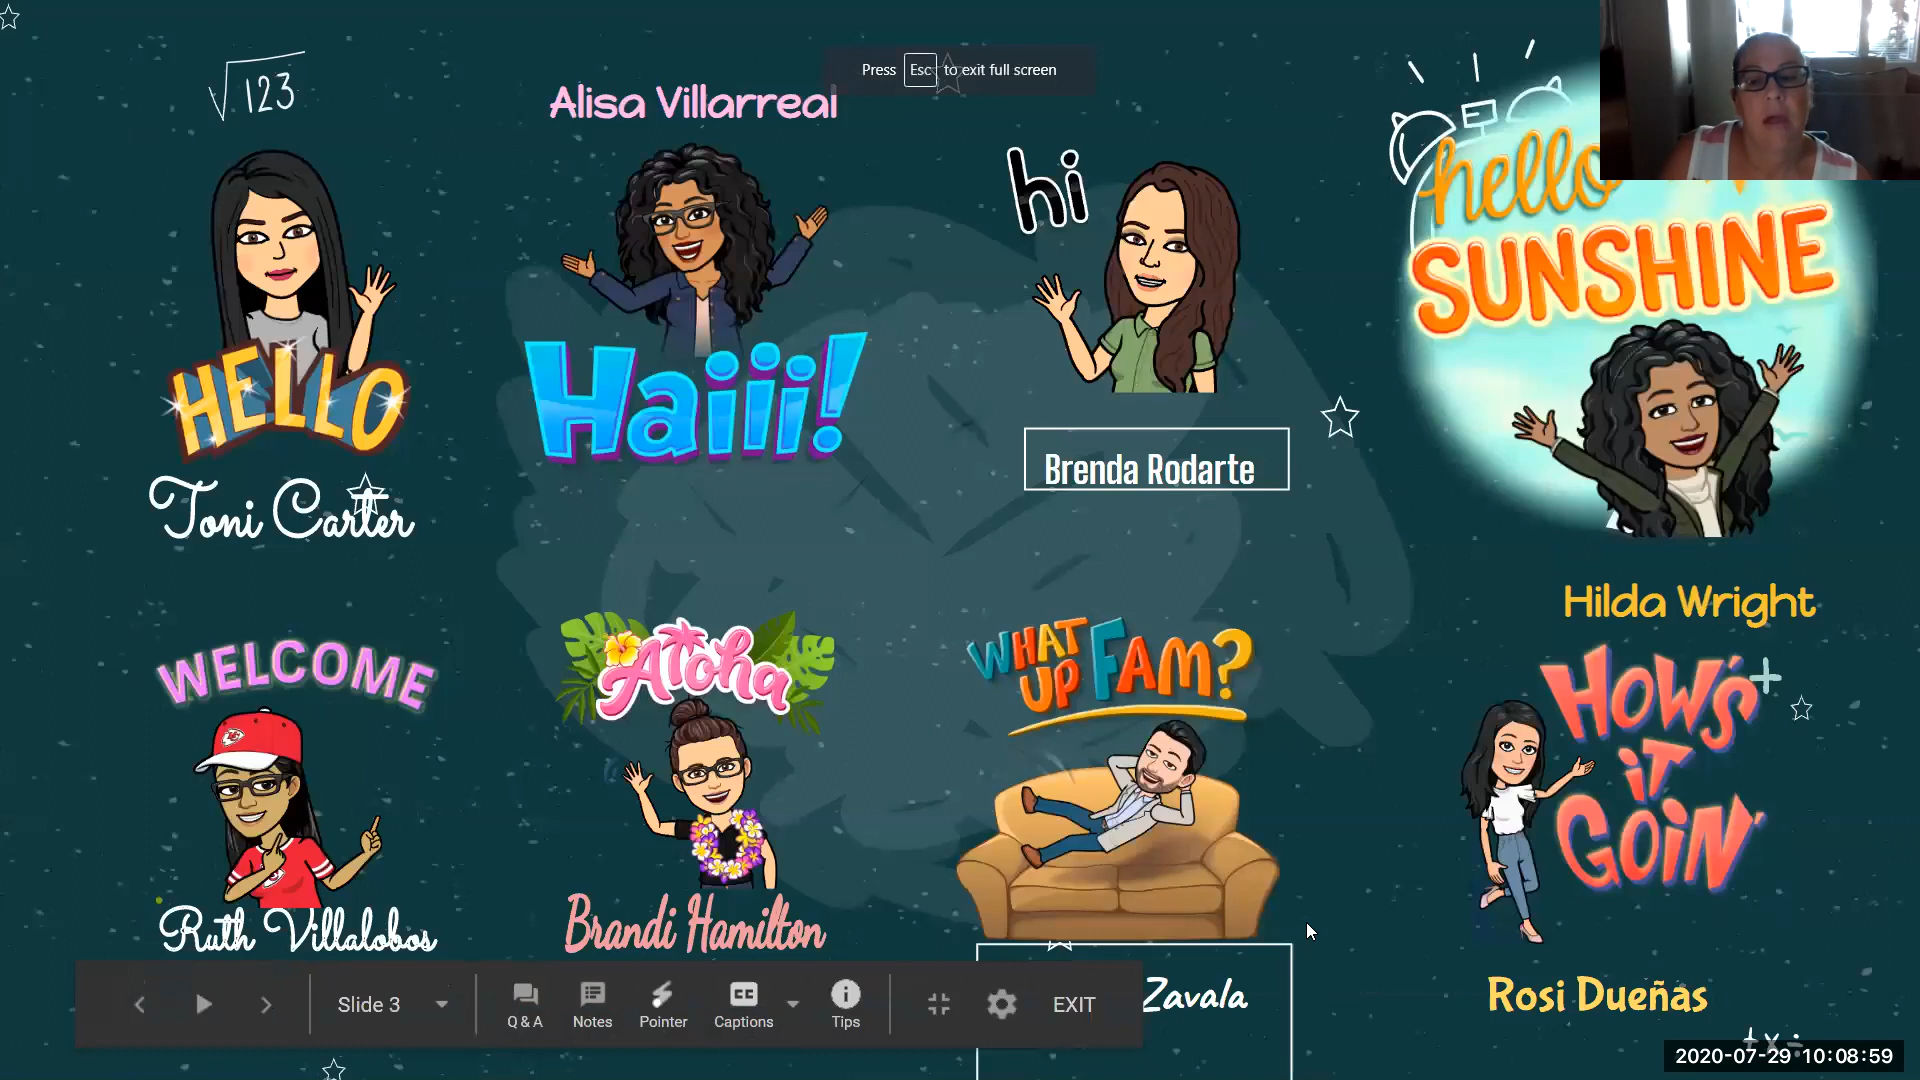 √123
Press Esc to exit full screen
Alisa Villarreal
hi
hello
SUNSHINE
HELLO
Haiii!
Brenda Rodarte
Toni Carter
Hilda Wright
WELCOME
Aloha
WHAT UP FAM?
HOW'S IT GOIN'
Ruth Villalobos
Brandi Hamilton
Zavala
Rosi Dueñas
Slide 3
Q & A
Notes
Pointer
CC
Captions
Tips
EXIT
+ × ÷
2020-07-29 10:08:59